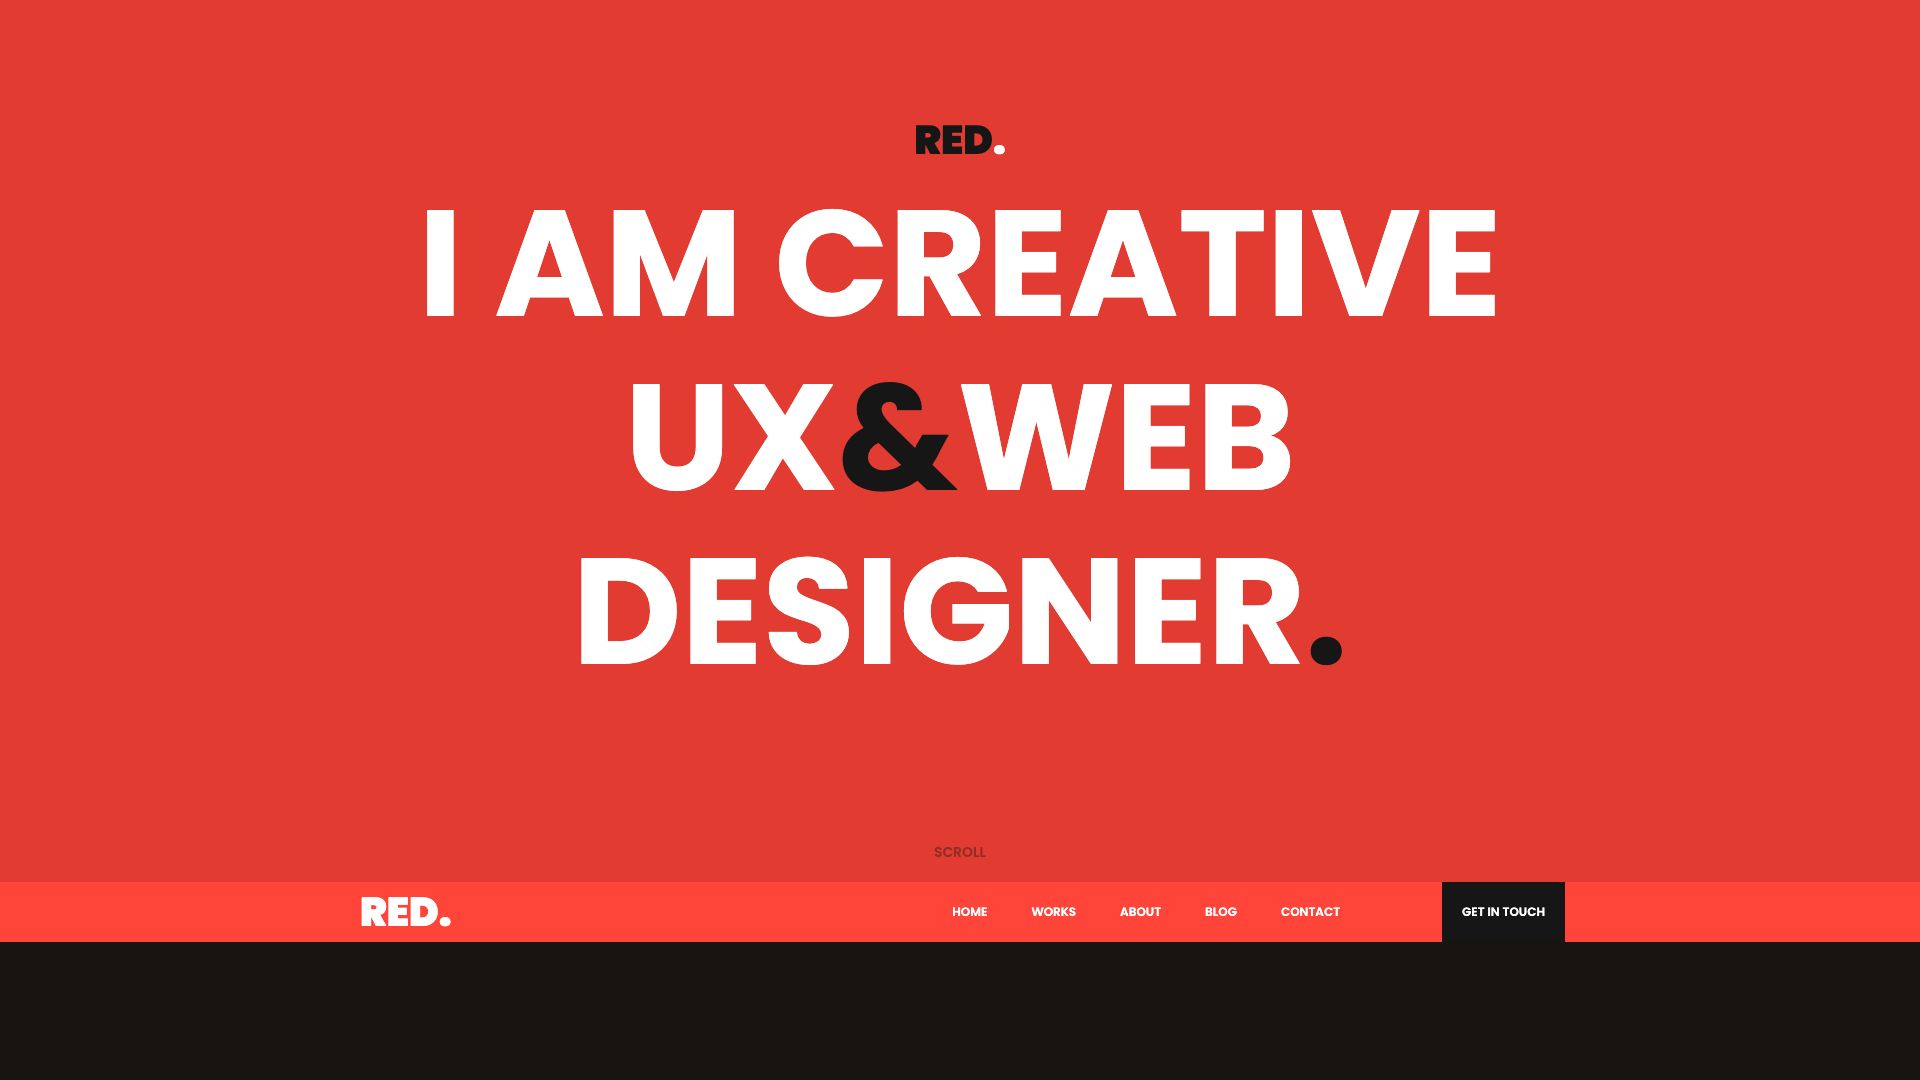 RED.
I AM CREATIVE
UX&WEB
DESIGNER.
SCROLL
RED. HOME WORKS ABOUT BLOG CONTACT GET IN TOUCH